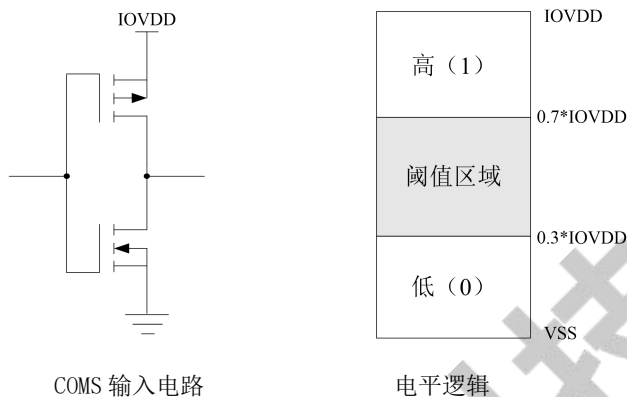 IOVDD
COMS 输入电路
IOVDD
高（1）
0.7*IOVDD
阈值区域
0.3*IOVDD
低（0）
VSS
电平逻辑